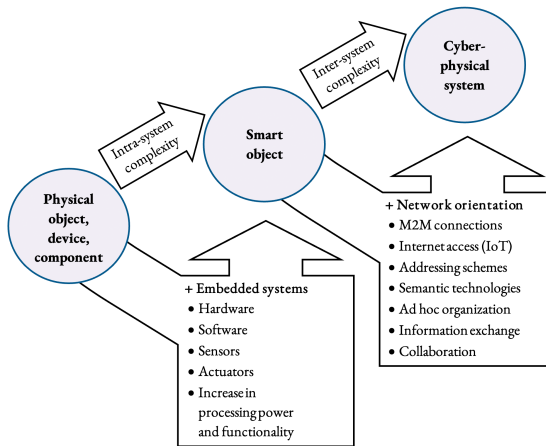 Cyber-
physical
system
Inter-system
complexity
Smart
object
Intra-system
complexity
Physical
object,
device,
component
+ Network orientation
• M2M connections
• Internet access (IoT)
• Addressing schemes
• Semantic technologies
• Ad hoc organization
• Information exchange
• Collaboration
+ Embedded systems
• Hardware
• Software
• Sensors
• Actuators
• Increase in
processing power
and functionality